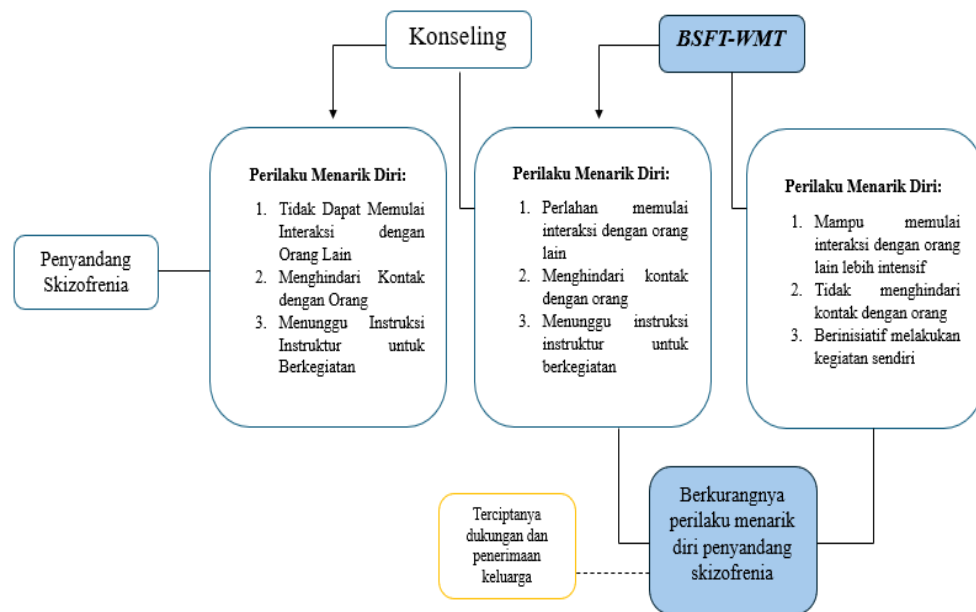 Konseling
BSFT-WMT
Penyandang
Skizofrenia
Perilaku Menarik Diri:
1. Tidak Dapat Memulai
Interaksi dengan
Orang Lain
2. Menghindari Kontak
dengan Orang
3. Menunggu Instruksi
Instruktur untuk
Berkegiatan
Perilaku Menarik Diri:
1. Perlahan memulai
interaksi dengan orang
lain
2. Menghindari kontak
dengan orang
3. Menunggu instruksi
instruktur untuk
berkegiatan
Perilaku Menarik Diri:
1. Mampu memulai
interaksi dengan orang
lain lebih intensif
2. Tidak menghindari
kontak dengan orang
3. Berinisiatif melakukan
kegiatan sendiri
Terciptanya
dukungan dan
penerimaan
keluarga
Berkurangnya
perilaku menarik
diri penyandang
skizofrenia